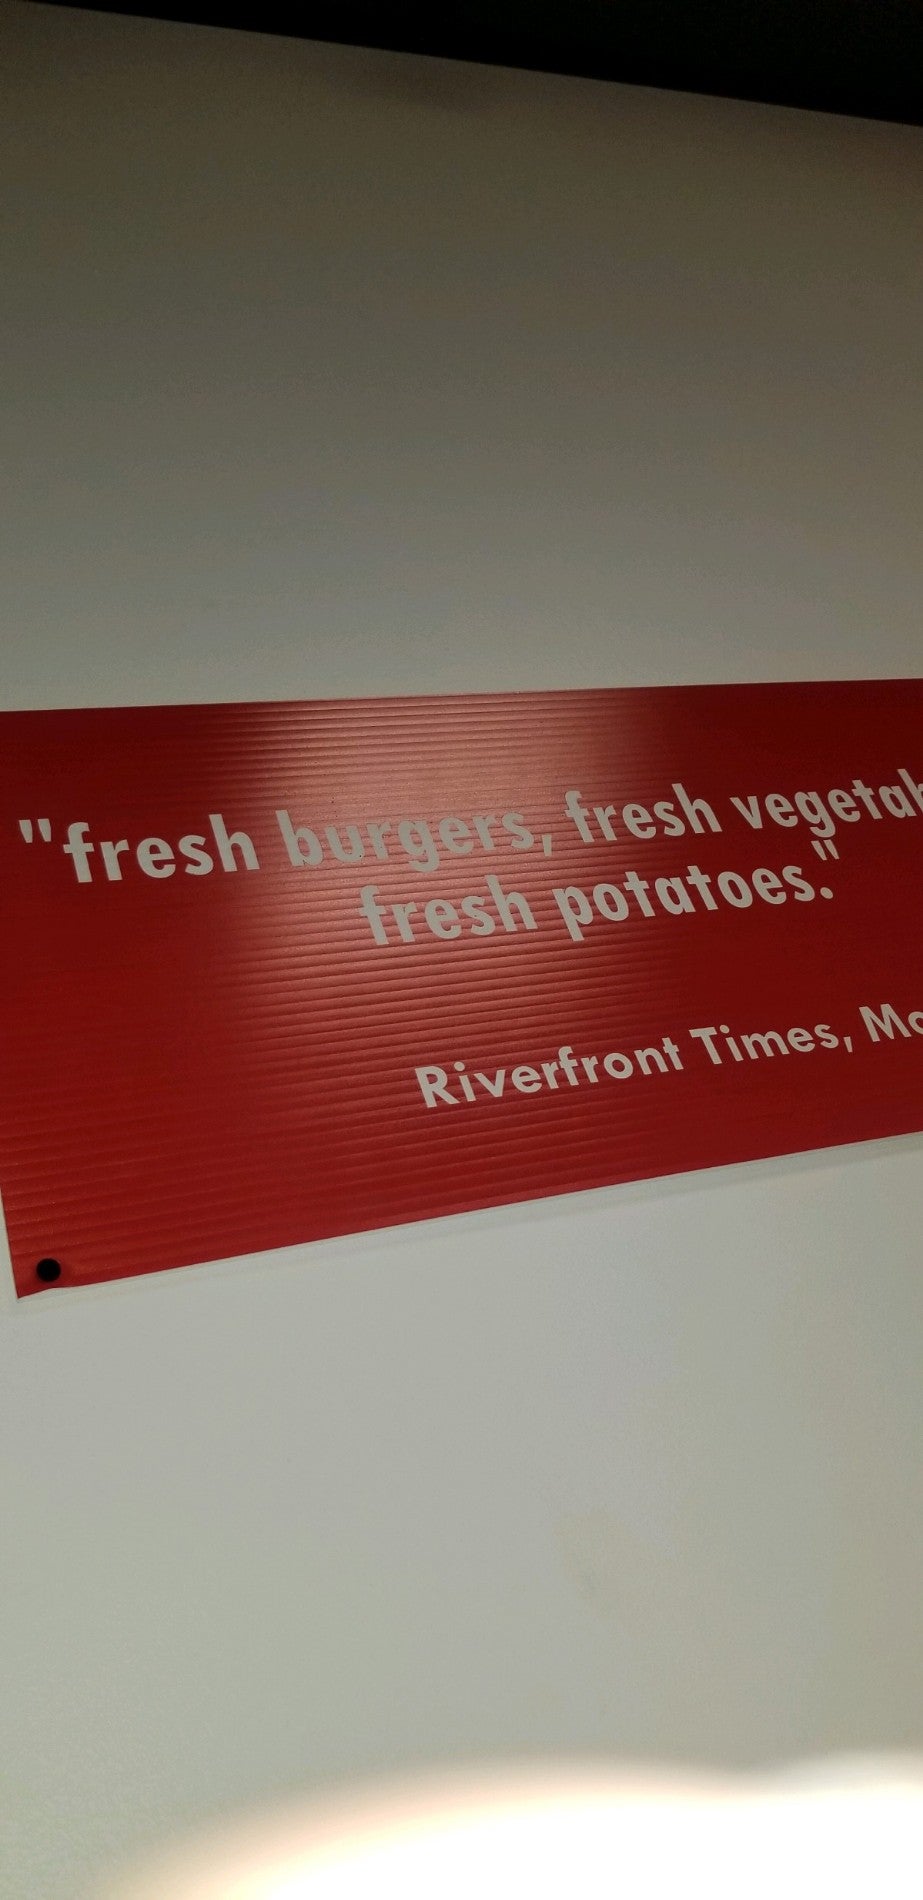 "fresh burgers, fresh
fresh potatoes."
Riverfront Times,